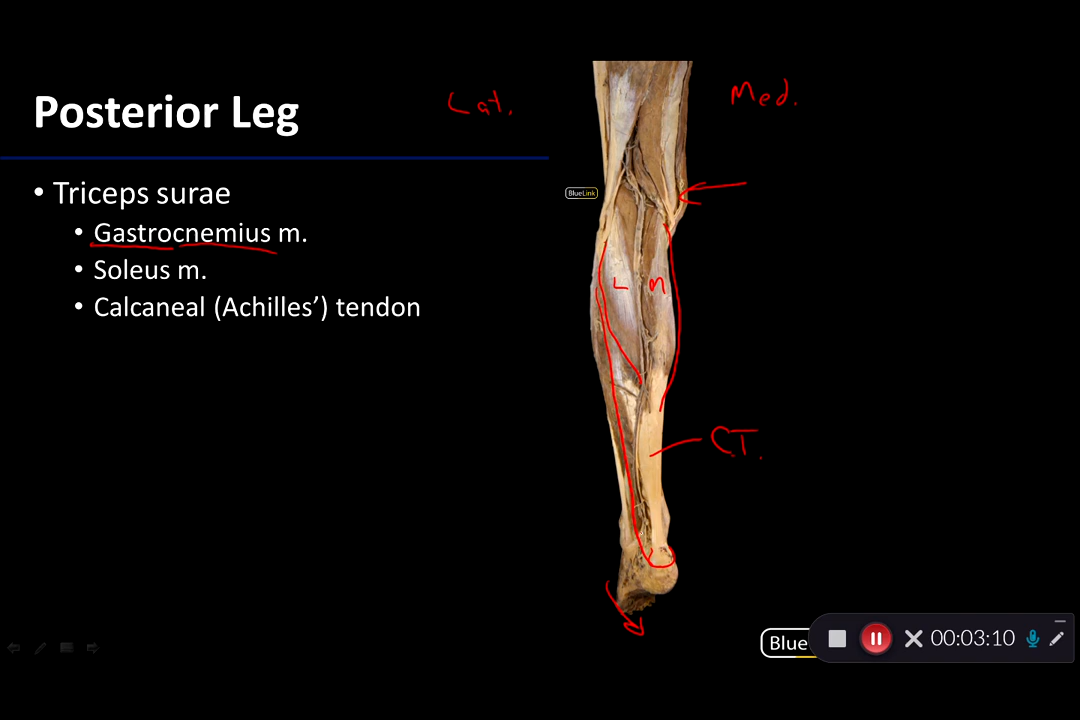 Posterior Leg
Lat.
Med.
• Triceps surae
• Gastrocnemius m.
• Soleus m.
• Calcaneal (Achilles’) tendon
BlueLink
L M
C.T.
Blue
00:03:10